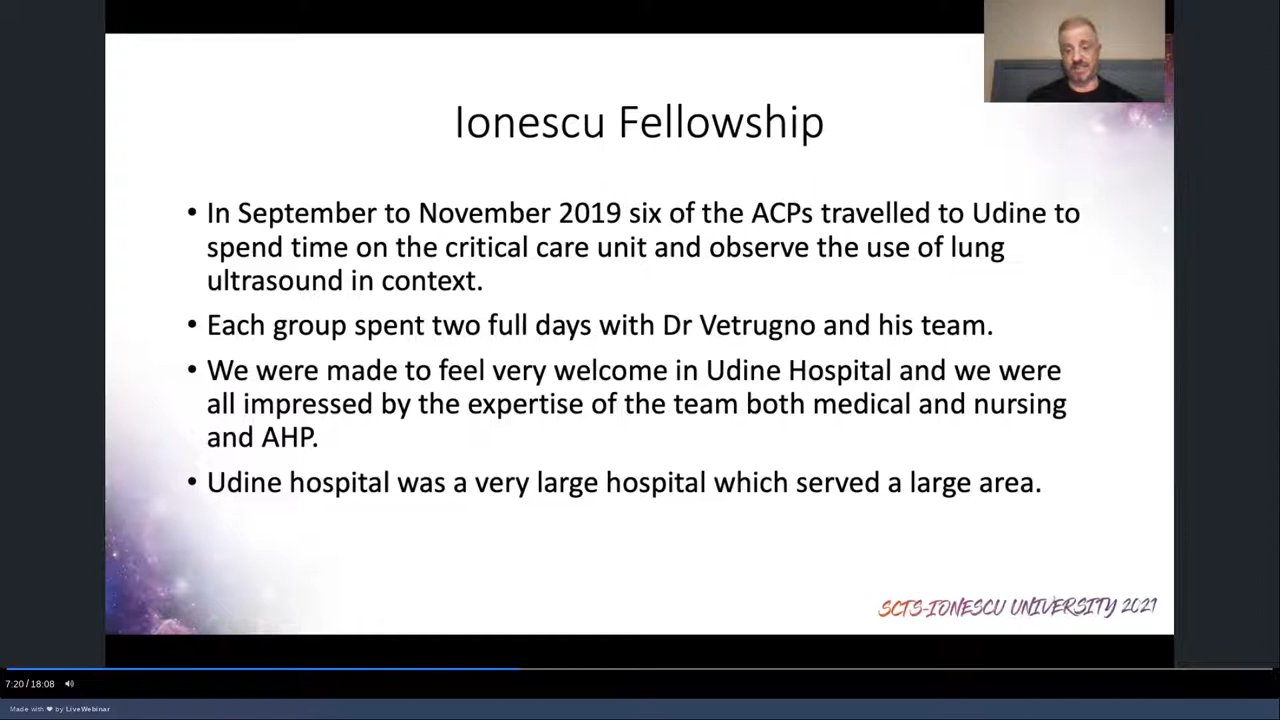 Ionescu Fellowship
• In September to November 2019 six of the ACPs travelled to Udine to
spend time on the critical care unit and observe the use of lung
ultrasound in context.
• Each group spent two full days with Dr Vetrugno and his team.
• We were made to feel very welcome in Udine Hospital and we were
all impressed by the expertise of the team both medical and nursing
and AHP.
• Udine hospital was a very large hospital which served a large area.
SCTS-IONESCU UNIVERSITY 2021
7:20 / 18:08
Made with ❤ by LiveWebinar